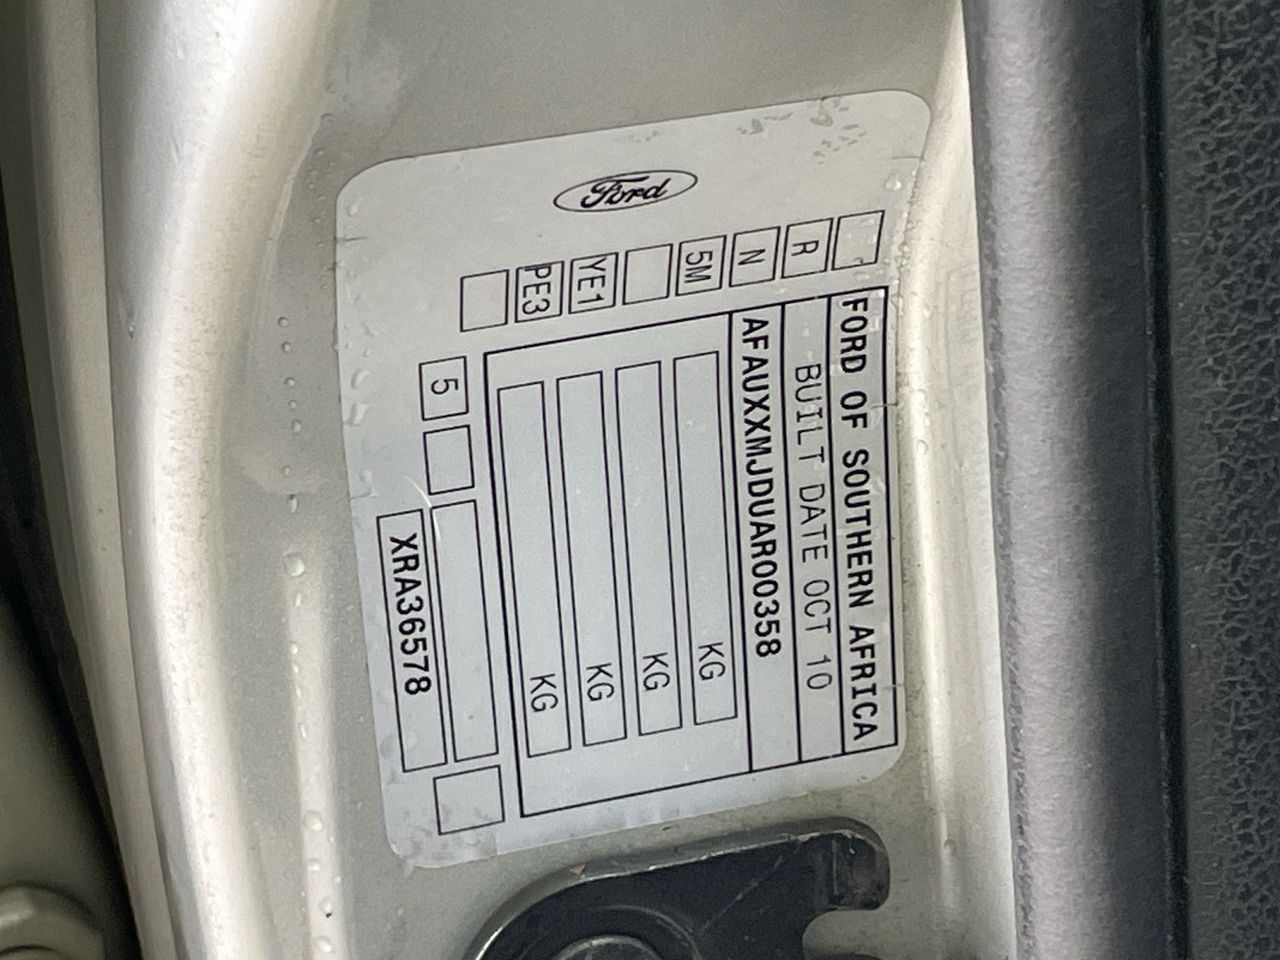 Ford
FORD OF SOUTHERN AFRICA
BUILT DATE OCT 10
AFAUXXMJDUAR00358
KG
KG
KG
KG
R
N
5M
YE1
PE3
5
XRA36578